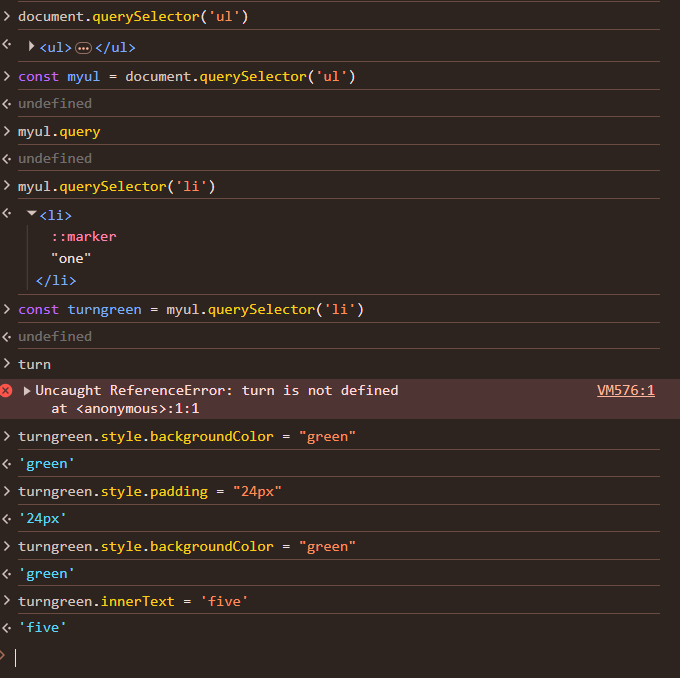 document.querySelector('ul')
<ul>…</ul>
const myul = document.querySelector('ul')
undefined
myul.query
undefined
myul.querySelector('li')
<li>
::marker
"one"
</li>
const turngreen = myul.querySelector('li')
undefined
turn
Uncaught ReferenceError: turn is not defined VM576:1
at <anonymous>:1:1
turngreen.style.backgroundColor = "green"
'green'
turngreen.style.padding = "24px"
'24px'
turngreen.style.backgroundColor = "green"
'green'
turngreen.innerText = 'five'
'five'